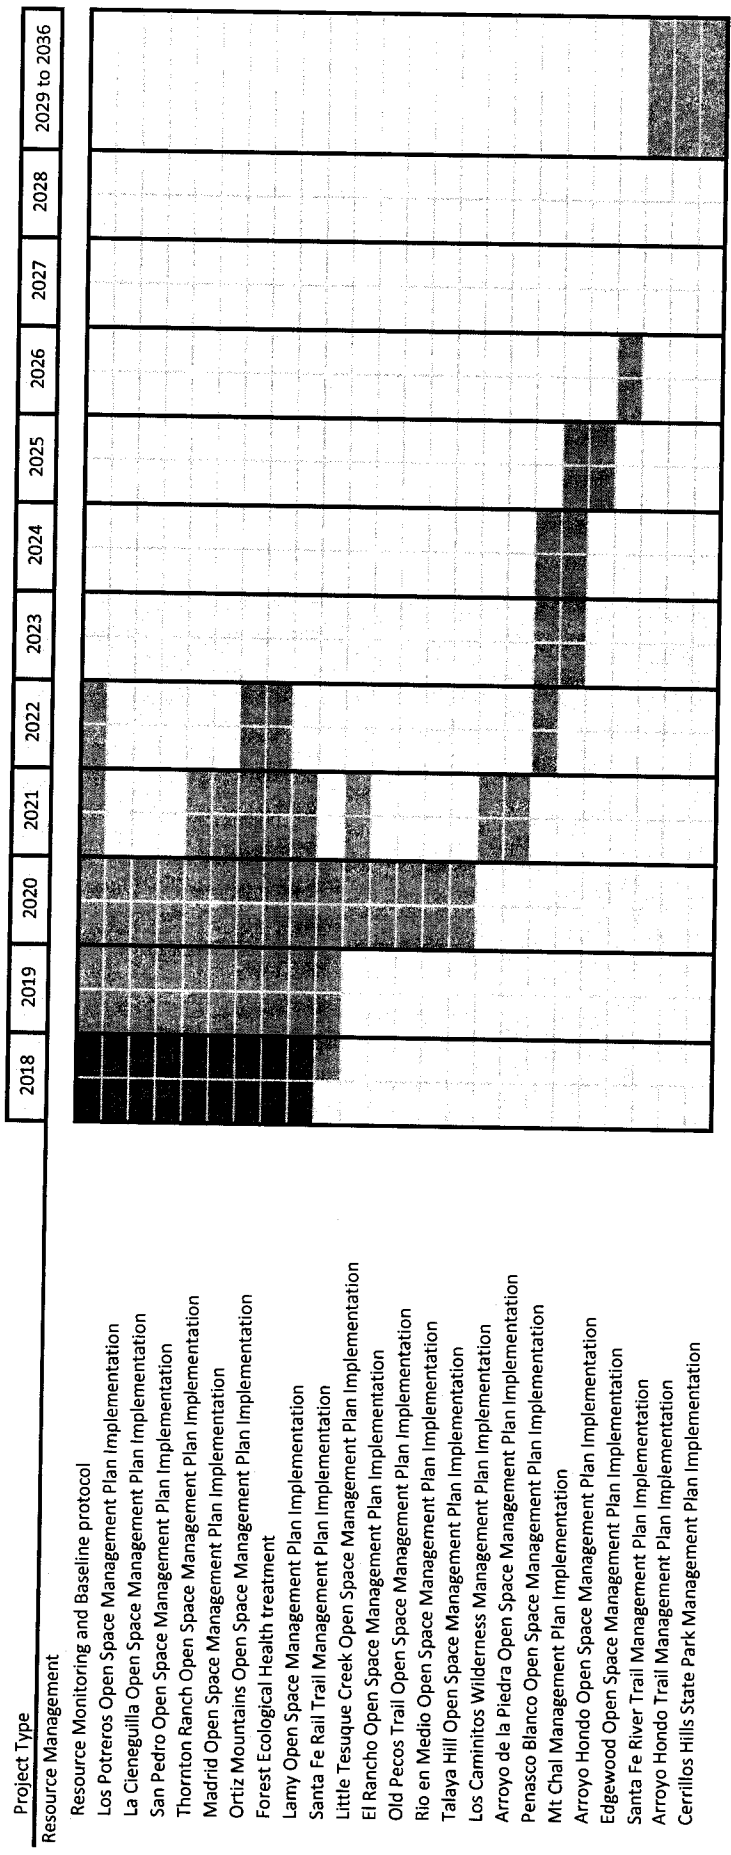 Project Type 2018 2019 2020 2021 2022 2023 2024 2025 2026 2027 2028 2029 to 2036
Resource Management
Resource Monitoring and Baseline protocol
Los Potreros Open Space Management Plan Implementation
La Cieneguilla Open Space Management Plan Implementation
San Pedro Open Space Management Plan Implementation
Thornton Ranch Open Space Management Plan Implementation
Madrid Open Space Management Plan Implementation
Ortiz Mountains Open Space Management Plan Implementation
Forest Ecological Health treatment
Lamy Open Space Management Plan Implementation
Santa Fe Rail Trail Management Plan Implementation
Little Tesuque Creek Open Space Management Plan Implementation
El Rancho Open Space Management Plan Implementation
Old Pecos Trail Open Space Management Plan Implementation
Rio en Medio Open Space Management Plan Implementation
Talaya Hill Open Space Management Plan Implementation
Los Caminitos Wilderness Management Plan Implementation
Arroyo de la Piedra Open Space Management Plan Implementation
Penasco Blanco Open Space Management Plan Implementation
Mt Chal Management Plan Implementation
Arroyo Hondo Open Space Management Plan Implementation
Edgewood Open Space Management Plan Implementation
Santa Fe River Trail Management Plan Implementation
Arroyo Hondo Trail Management Plan Implementation
Cerrillos Hills State Park Management Plan Implementation